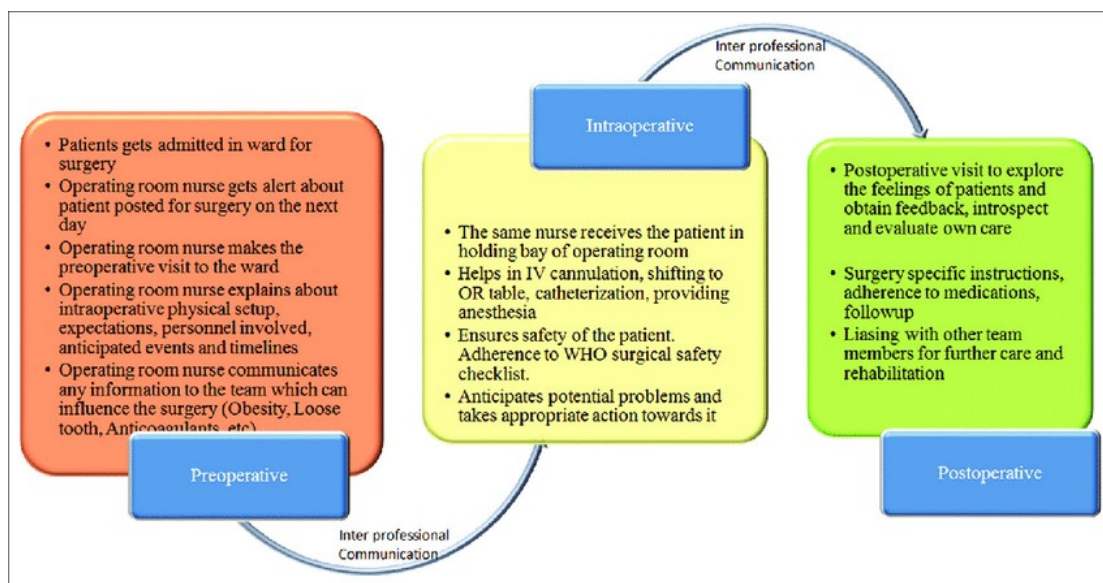 • Patients gets admitted in ward for
surgery
• Operating room nurse gets alert about
patient posted for surgery on the next
day
• Operating room nurse makes the
preoperative visit to the ward
• Operating room nurse explains about
intraoperative physical setup,
expectations, personnel involved,
anticipated events and timelines
• Operating room nurse communicates
any information to the team which can
influence the surgery (Obesity, Loose
tooth, Anticoagulants, etc)
Preoperative
Inter professional
Communication
Intraoperative
• The same nurse receives the patient in
holding bay of operating room
• Helps in IV cannulation, shifting to
OR table, catheterization, providing
anesthesia
• Ensures safety of the patient.
Adherence to WHO surgical safety
checklist.
• Anticipates potential problems and
takes appropriate action towards it
Inter professional
Communication
• Postoperative visit to explore
the feelings of patients and
obtain feedback, introspect
and evaluate own care
• Surgery specific instructions,
adherence to medications,
followup
• Liasing with other team
members for further care and
rehabilitation
Postoperative